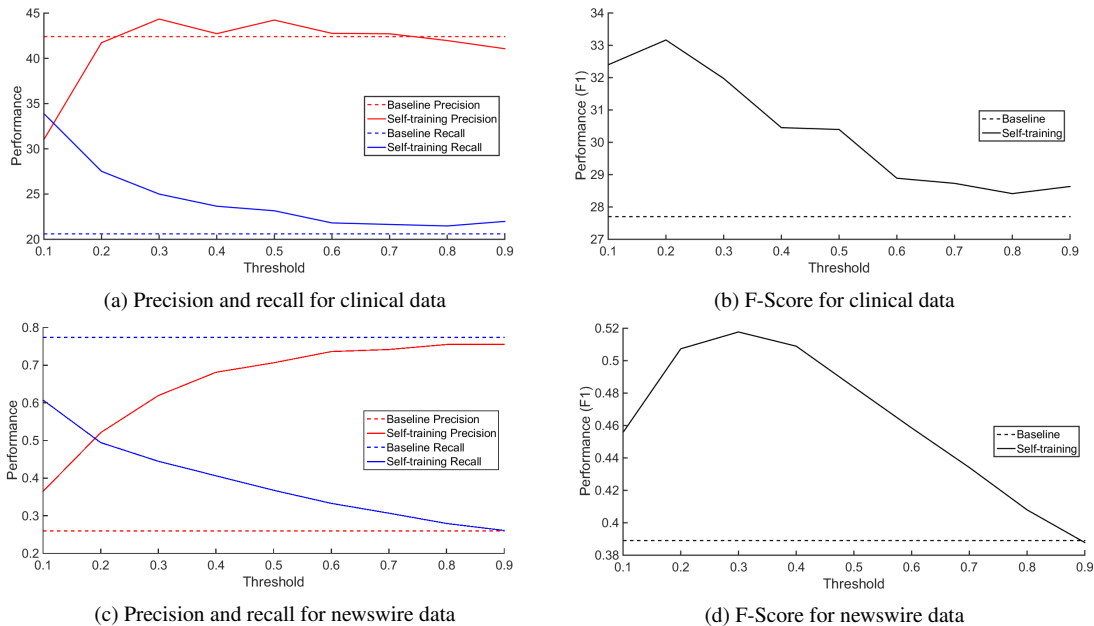 45
40
35
30
25
20
Performance
Baseline Precision
Self-training Precision
Baseline Recall
Self-training Recall
0.1 0.2 0.3 0.4 0.5 0.6 0.7 0.8 0.9
Threshold
(a) Precision and recall for clinical data
34
33
32
31
30
29
28
27
Performance (F1)
Baseline
Self-training
0.1 0.2 0.3 0.4 0.5 0.6 0.7 0.8 0.9
Threshold
(b) F-Score for clinical data
0.8
0.7
0.6
0.5
0.4
0.3
0.2
Performance
Baseline Precision
Self-training Precision
Baseline Recall
Self-training Recall
0.1 0.2 0.3 0.4 0.5 0.6 0.7 0.8 0.9
Threshold
(c) Precision and recall for newswire data
0.52
0.5
0.48
0.46
0.44
0.42
0.4
0.38
Performance (F1)
Baseline
Self-training
0.1 0.2 0.3 0.4 0.5 0.6 0.7 0.8 0.9
Threshold
(d) F-Score for newswire data